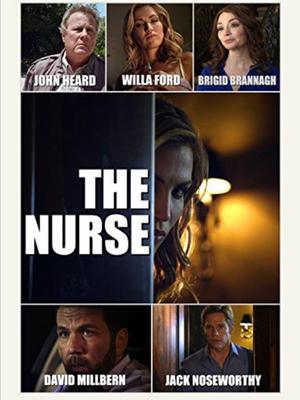 JOHN HEARD
WILLA FORD
BRIGID BRANNAGH
THE
NURSE
DAVID MILLBERN
JACK NOSEWORTHY